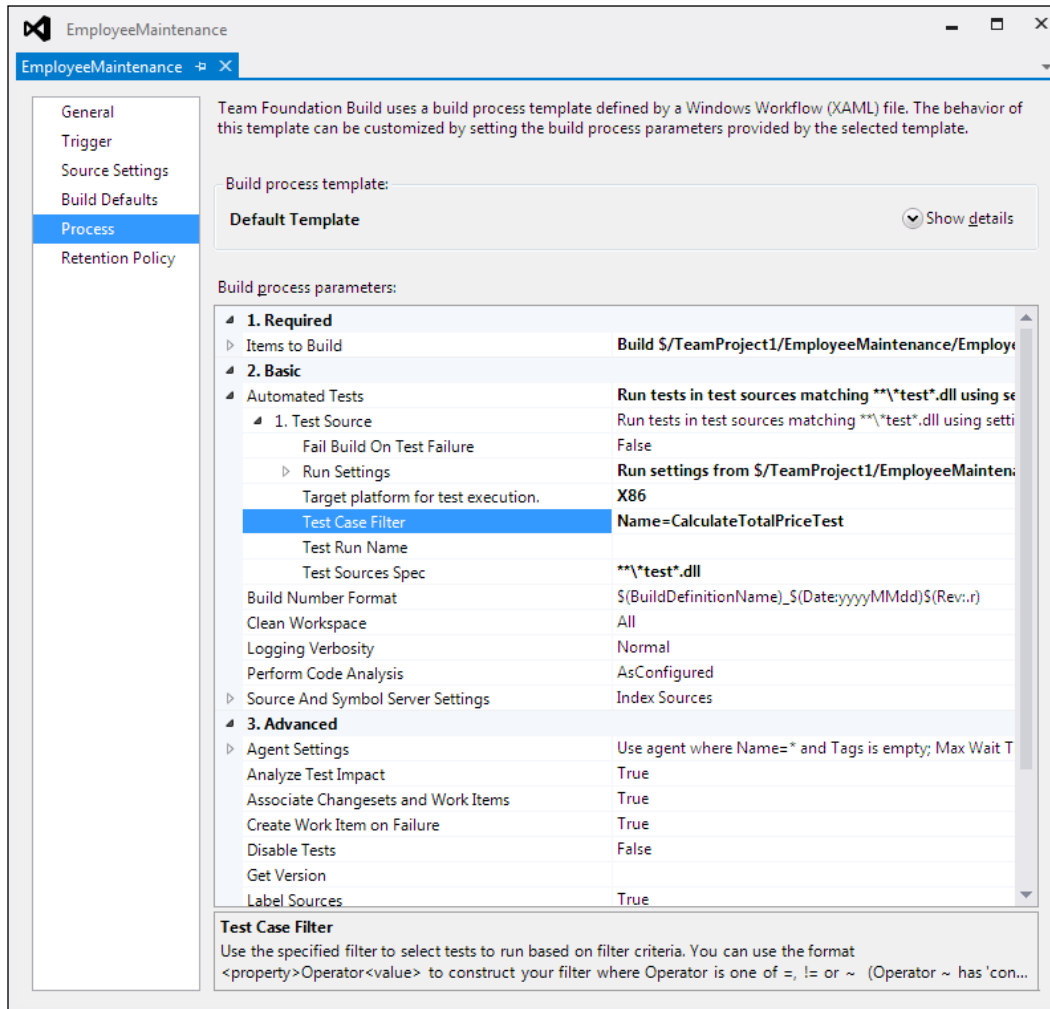 EmployeeMaintenance
EmployeeMaintenance
General
Trigger
Source Settings
Build Defaults
Process
Retention Policy
Team Foundation Build uses a build process template defined by a Windows Workflow (XAML) file. The behavior of
this template can be customized by setting the build process parameters provided by the selected template.
Build process template:
Default Template Show details
Build process parameters:
1. Required
Items to Build Build $/TeamProject1/EmployeeMaintenance/Employe
2. Basic
Automated Tests Run tests in test sources matching **\*test*.dll using se
1. Test Source Run tests in test sources matching **\*test*.dll using setti
Fail Build On Test Failure False
Run Settings Run settings from $/TeamProject1/EmployeeMaintena
Target platform for test execution. X86
Test Case Filter Name=CalculateTotalPriceTest
Test Run Name
Test Sources Spec **\*test*.dll
Build Number Format $(BuildDefinitionName)_$(Date:yyyyMMdd)$(Rev:.r)
Clean Workspace All
Logging Verbosity Normal
Perform Code Analysis AsConfigured
Source And Symbol Server Settings Index Sources
3. Advanced
Agent Settings Use agent where Name=* and Tags is empty; Max Wait T
Analyze Test Impact True
Associate Changesets and Work Items True
Create Work Item on Failure True
Disable Tests False
Get Version
Label Sources True
Test Case Filter
Use the specified filter to select tests to run based on filter criteria. You can use the format
<property>Operator<value> to construct your filter where Operator is one of =, != or ~ (Operator ~ has 'con...